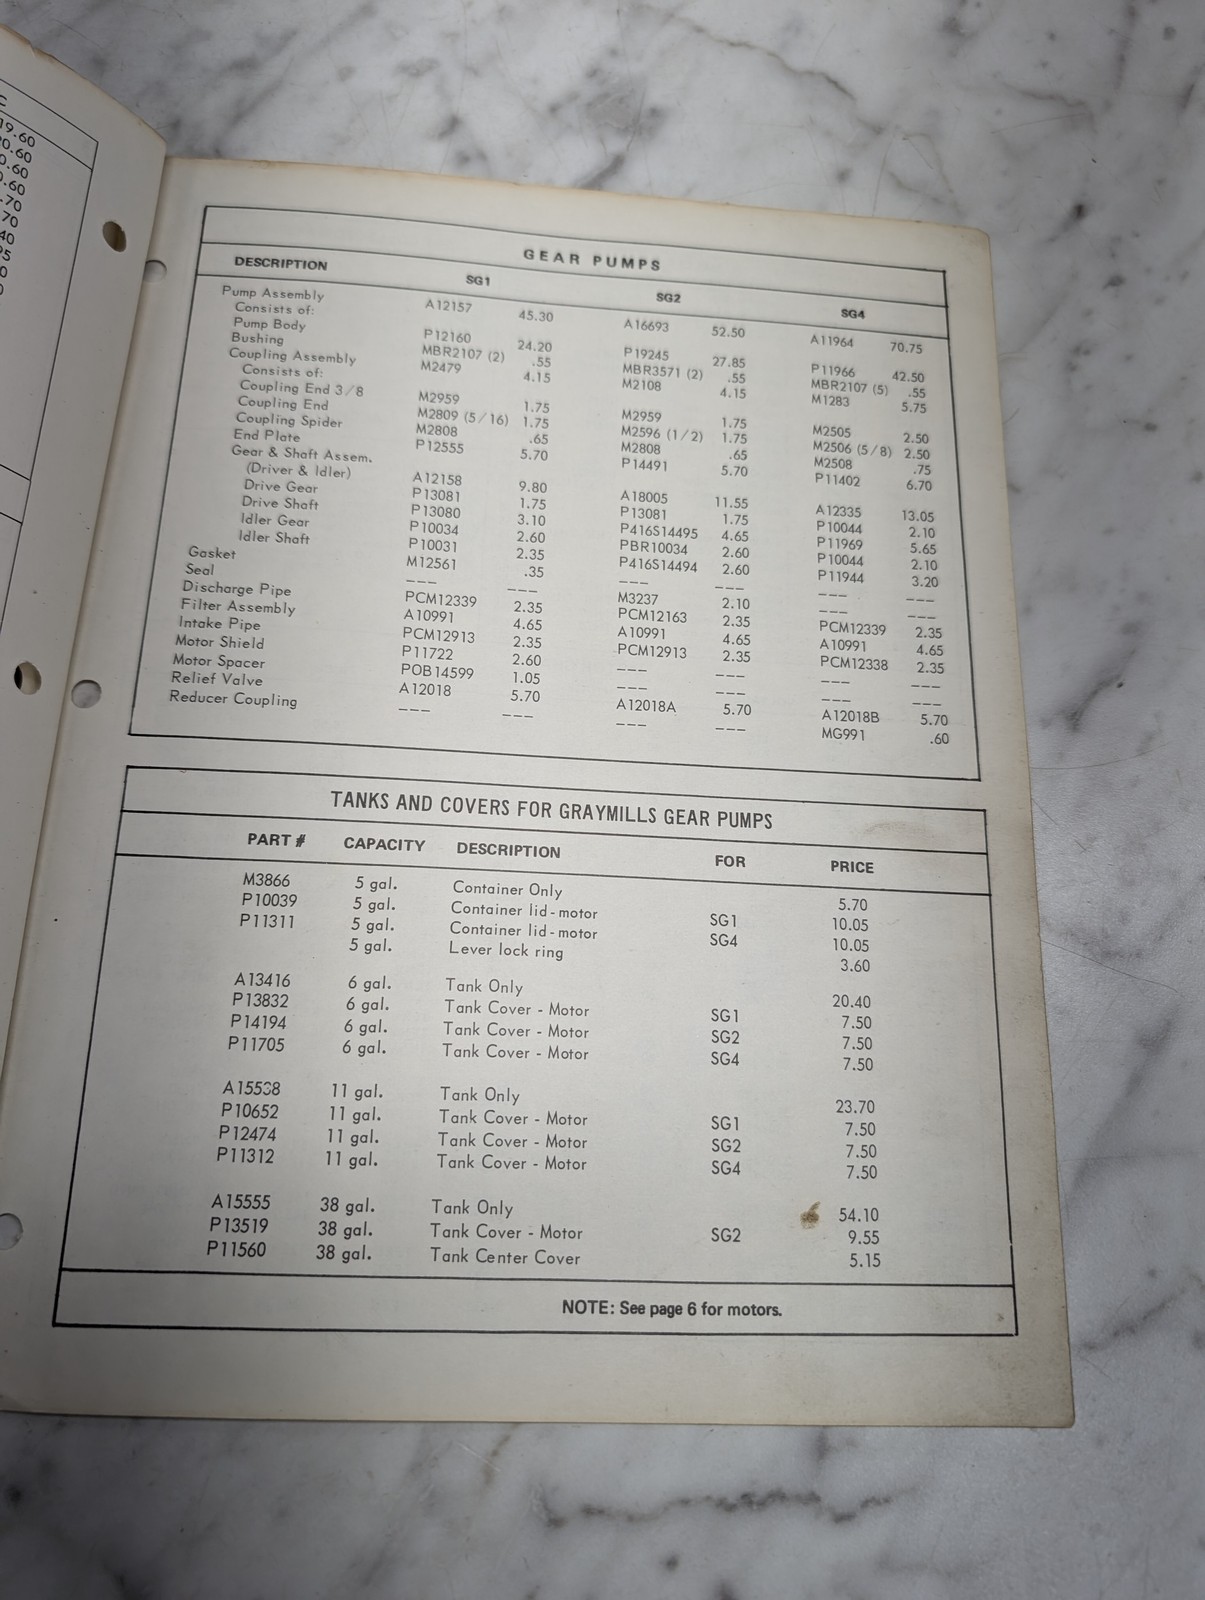 C
19.60
.60
.60
.60
.70
70
40
95
0
0
GEAR PUMPS
DESCRIPTION SG1 SG2 SG4
Pump Assembly A12157 45.30 A16693 52.50 A11964 70.75
Consists of:
Pump Body P12160 24.20 P19245 27.85 P11966 42.50
Bushing MBR2107 (2) .55 MBR3571 (2) .55 MBR2107 (5) .55
Coupling Assembly M2479 4.15 M2108 4.15 M1283 5.75
Consists of:
Coupling End 3/8 M2959 1.75 M2959 1.75 M2505 2.50
Coupling End M2809 (5/16) 1.75 M2596 (1/2) 1.75 M2506 (5/8) 2.50
Coupling Spider M2808 .65 M2808 .65 M2508 .75
End Plate P12555 5.70 P14491 5.70 P11402 6.70
Gear & Shaft Assem.
(Driver & Idler) A12158 9.80 A18005 11.55 A12335 13.05
Drive Gear P13081 1.75 P13081 1.75 P10044 2.10
Drive Shaft P13080 3.10 P416S14495 4.65 P11969 5.65
Idler Gear P10034 2.60 PBR10034 2.60 P10044 2.10
Idler Shaft P10031 2.35 P416S14494 2.60 P11944 3.20
Gasket M12561 .35 --- --- --- ---
Seal --- --- M3237 2.10 --- ---
Discharge Pipe PCM12339 2.35 PCM12163 2.35 PCM12339 2.35
Filter Assembly A10991 4.65 A10991 4.65 A10991 4.65
Intake Pipe PCM12913 2.35 PCM12913 2.35 PCM12338 2.35
Motor Shield P11722 2.60 --- --- --- ---
Motor Spacer POB14599 1.05 --- --- --- ---
Relief Valve A12018 5.70 A12018A 5.70 A12018B 5.70
Reducer Coupling --- --- --- --- MG991 .60
TANKS AND COVERS FOR GRAYMILLS GEAR PUMPS
PART # CAPACITY DESCRIPTION FOR PRICE
M3866 5 gal. Container Only 5.70
P10039 5 gal. Container lid-motor SG1 10.05
P11311 5 gal. Container lid-motor SG4 10.05
5 gal. Lever lock ring 3.60
A13416 6 gal. Tank Only 20.40
P13832 6 gal. Tank Cover - Motor SG1 7.50
P14194 6 gal. Tank Cover - Motor SG2 7.50
P11705 6 gal. Tank Cover - Motor SG4 7.50
A15538 11 gal. Tank Only 23.70
P10652 11 gal. Tank Cover - Motor SG1 7.50
P12474 11 gal. Tank Cover - Motor SG2 7.50
P11312 11 gal. Tank Cover - Motor SG4 7.50
A15555 38 gal. Tank Only 54.10
P13519 38 gal. Tank Cover - Motor SG2 9.55
P11560 38 gal. Tank Center Cover 5.15
NOTE: See page 6 for motors.